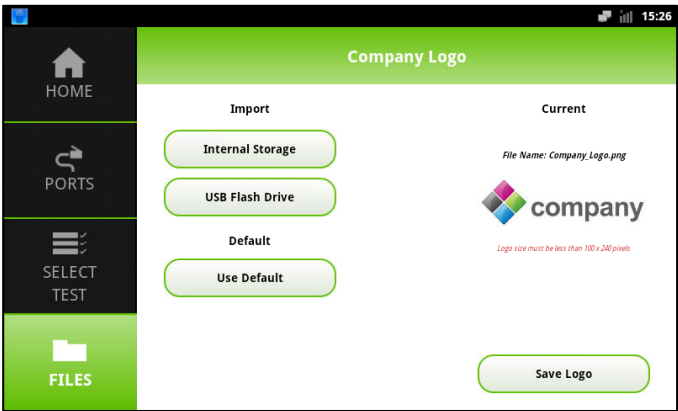 15:26
Company Logo
HOME
PORTS
SELECT
TEST
FILES
Import
Internal Storage
USB Flash Drive
Default
Use Default
Current
File Name: Company_Logo.png
company
Logo size must be less than 100 x 240 pixels
Save Logo